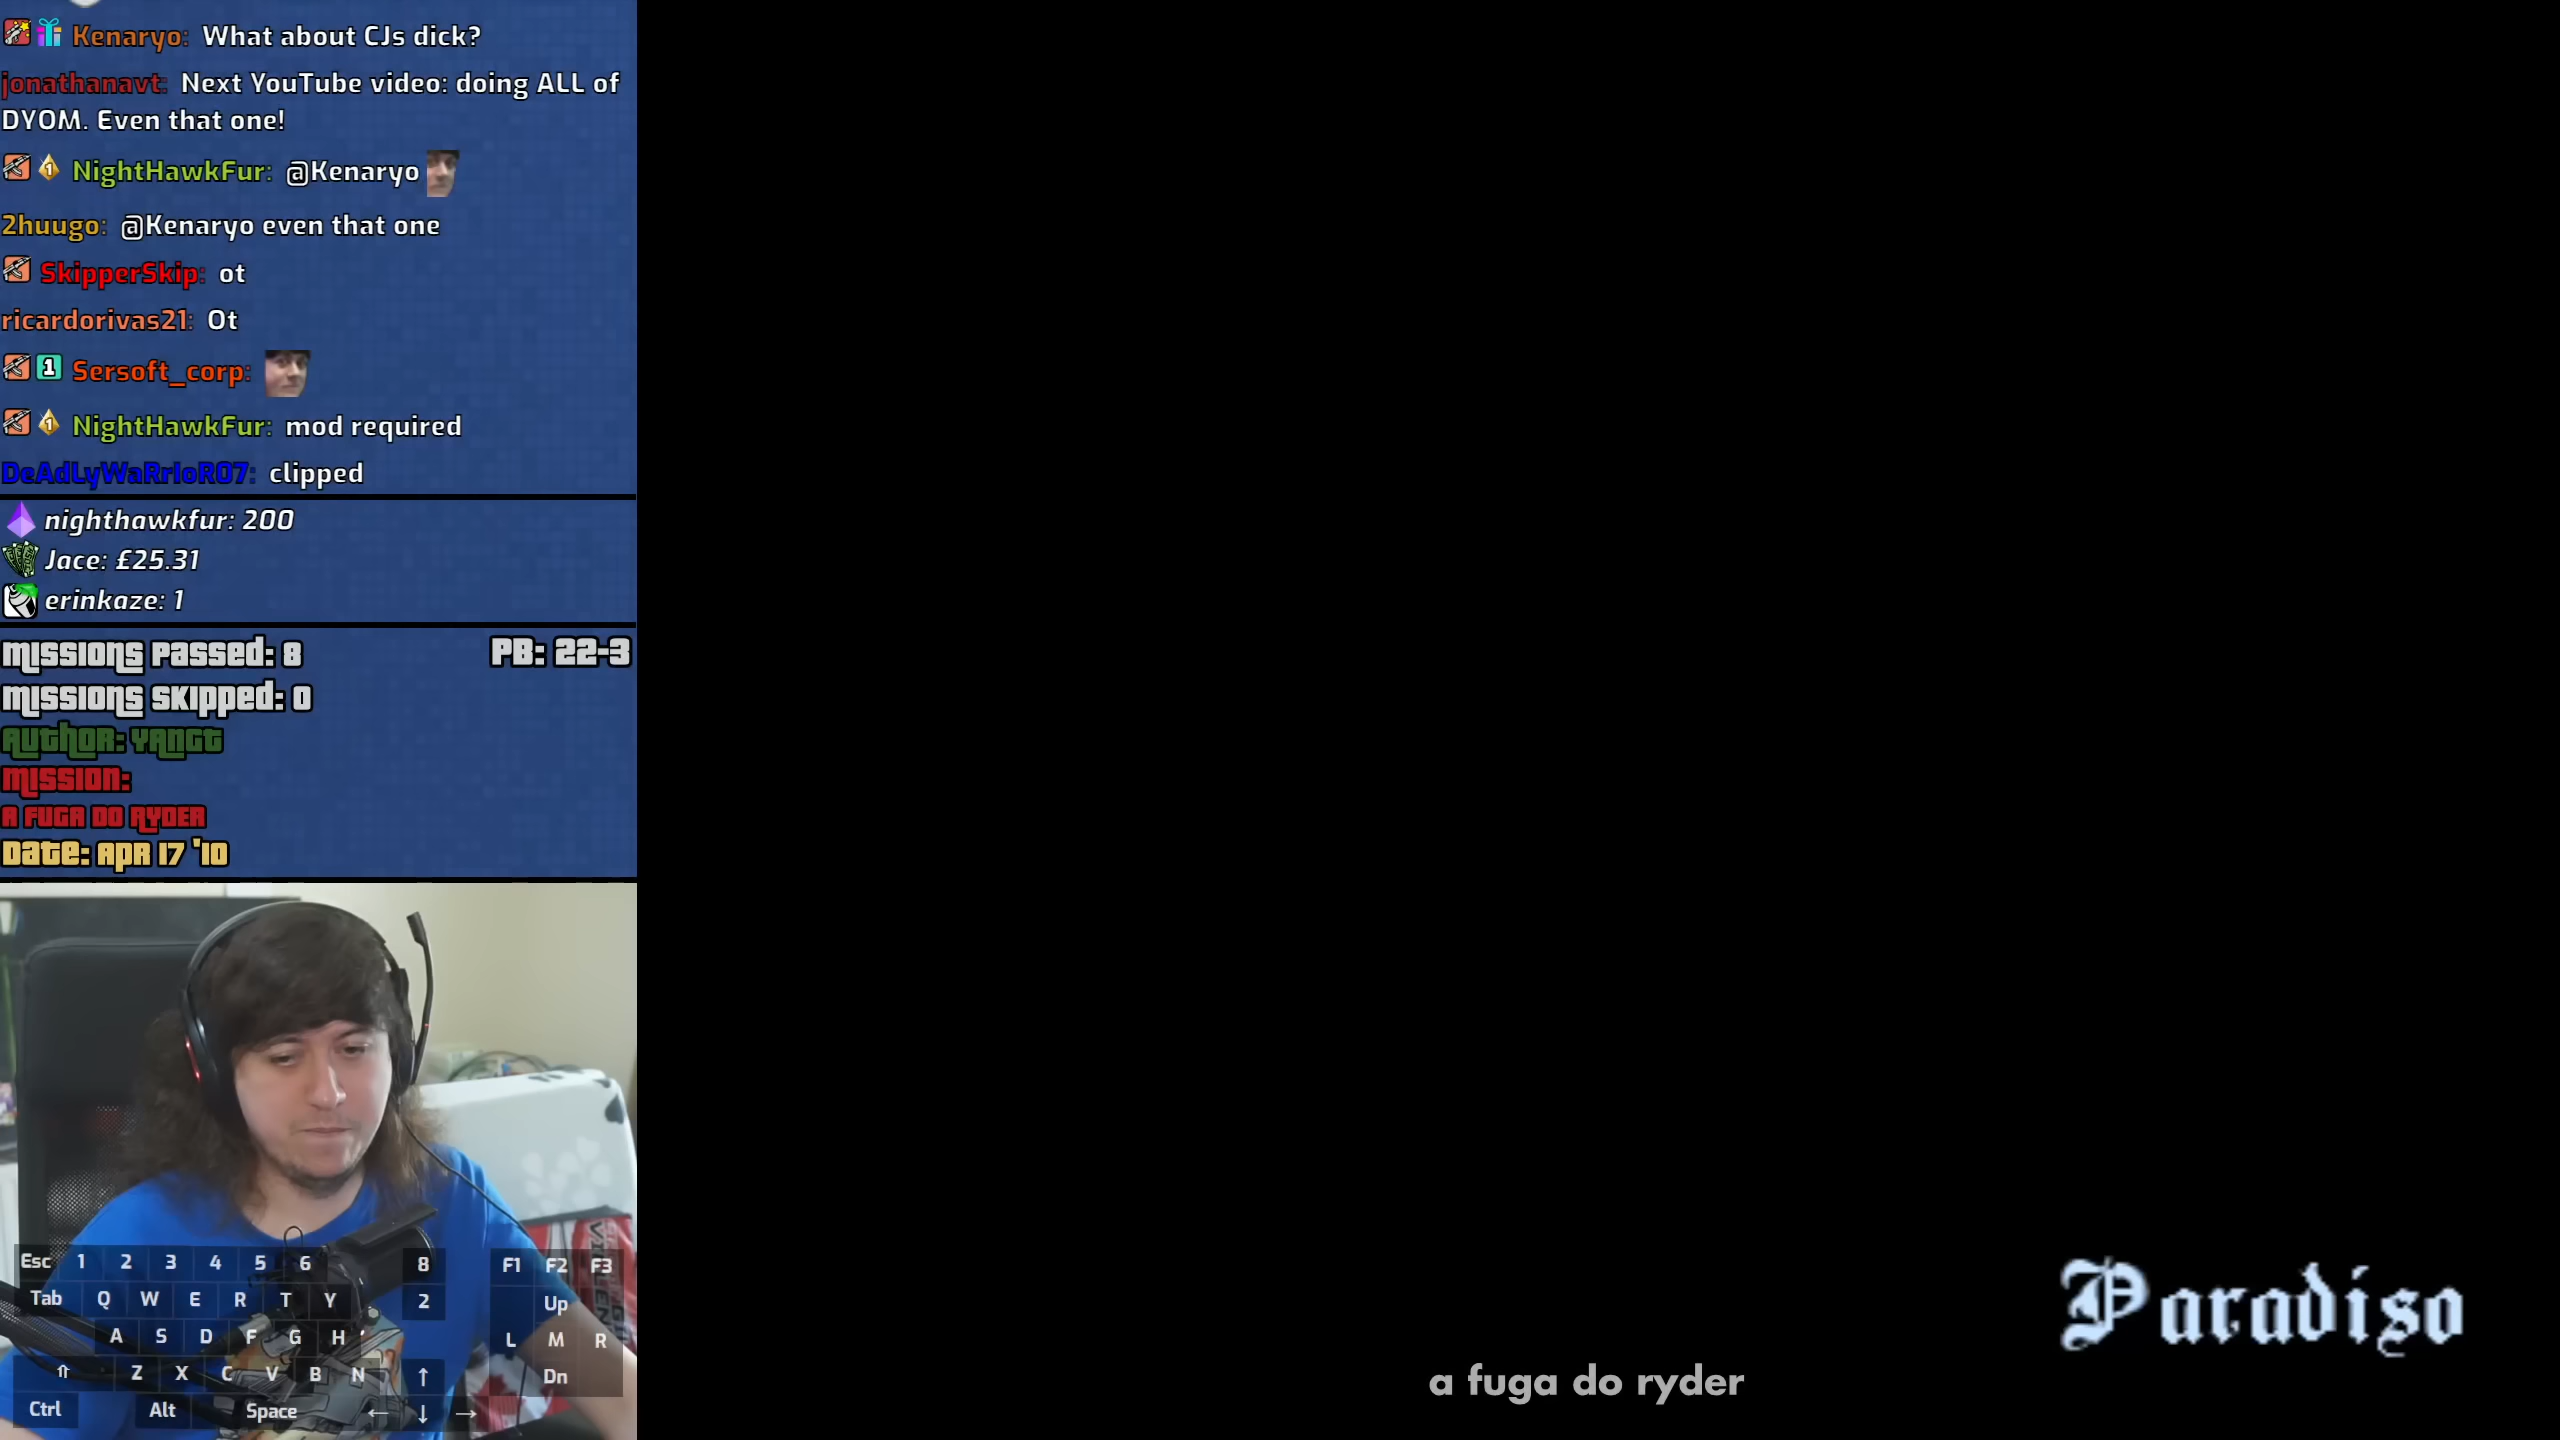 Kenaryo: What about CJs dick?
jonathanavt: Next YouTube video: doing ALL of
DYOM. Even that one!
NightHawkFur: @Kenaryo
2huugo: @Kenaryo even that one
SkipperSkip: ot
ricardorivas21: Ot
1 Sersoft_corp:
NightHawkFur: mod required
DeAdLyWaRrIoR07: clipped
nighthawkfur: 200
Jace: £25.31
erinkaze: 1
Missions Passed: 8 PB: 22-3
Missions Skipped: 0
Author: YANGT
Mission:
A FUGA DO RYDER
Date: Apr 17 '10
Esc 1 2 3 4 5 6 8 F1 F2 F3
Tab Q W E R T Y 2 Up
A S D F G H L M R
⇧ Z X C V B N ↑ Dn
Ctrl Alt Space ← ↓ →
Paradiso
a fuga do ryder